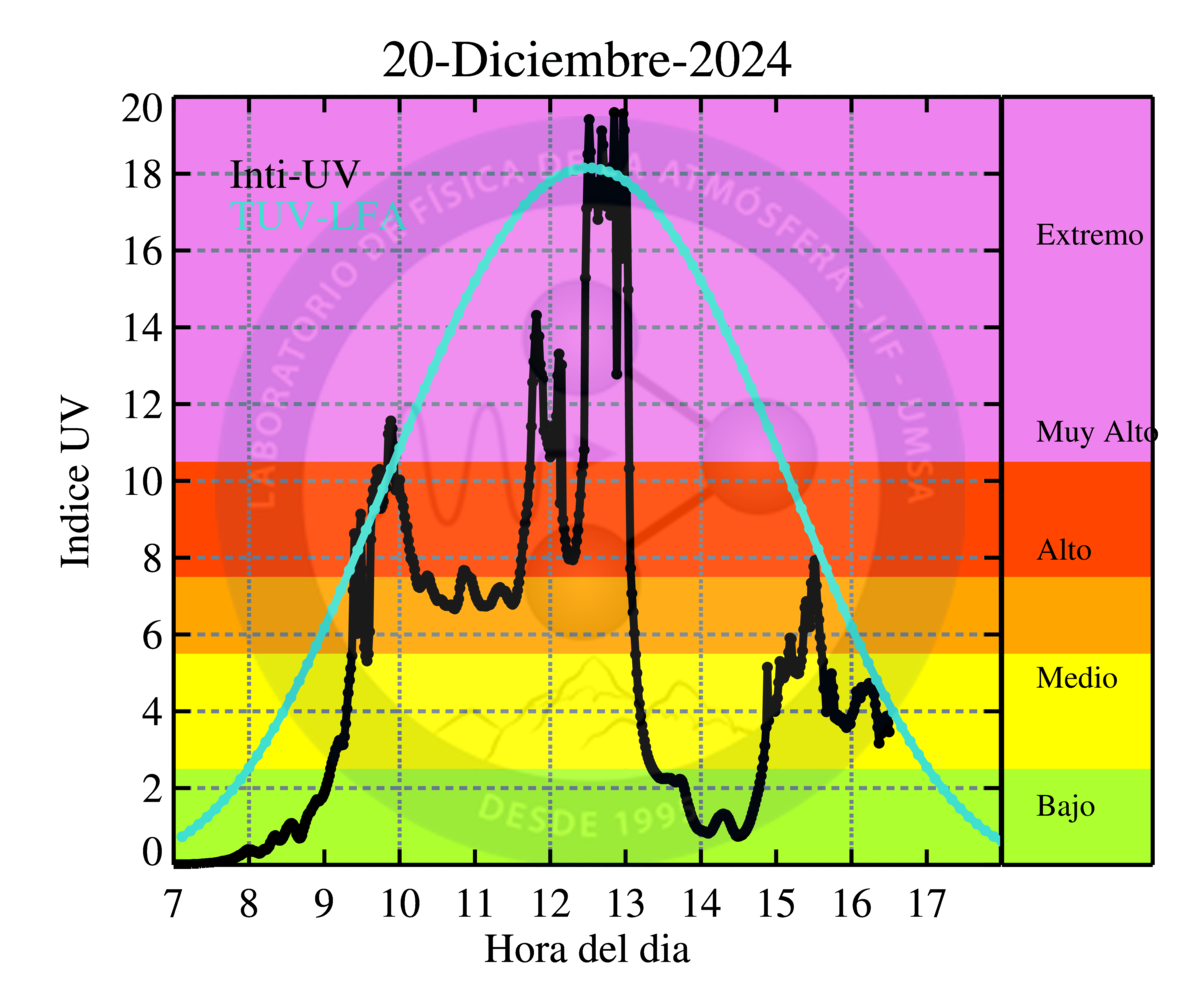 20-Diciembre-2024
Indice UV
20
18
16
14
12
10
8
6
4
2
0
Inti-UV
TUV-LFA
LABORATORIO DE FÍSICA DE LA ATMÓSFERA - IIF - UMSA
DESDE 199
Extremo
Muy Alto
Alto
Medio
Bajo
7 8 9 10 11 12 13 14 15 16 17
Hora del dia